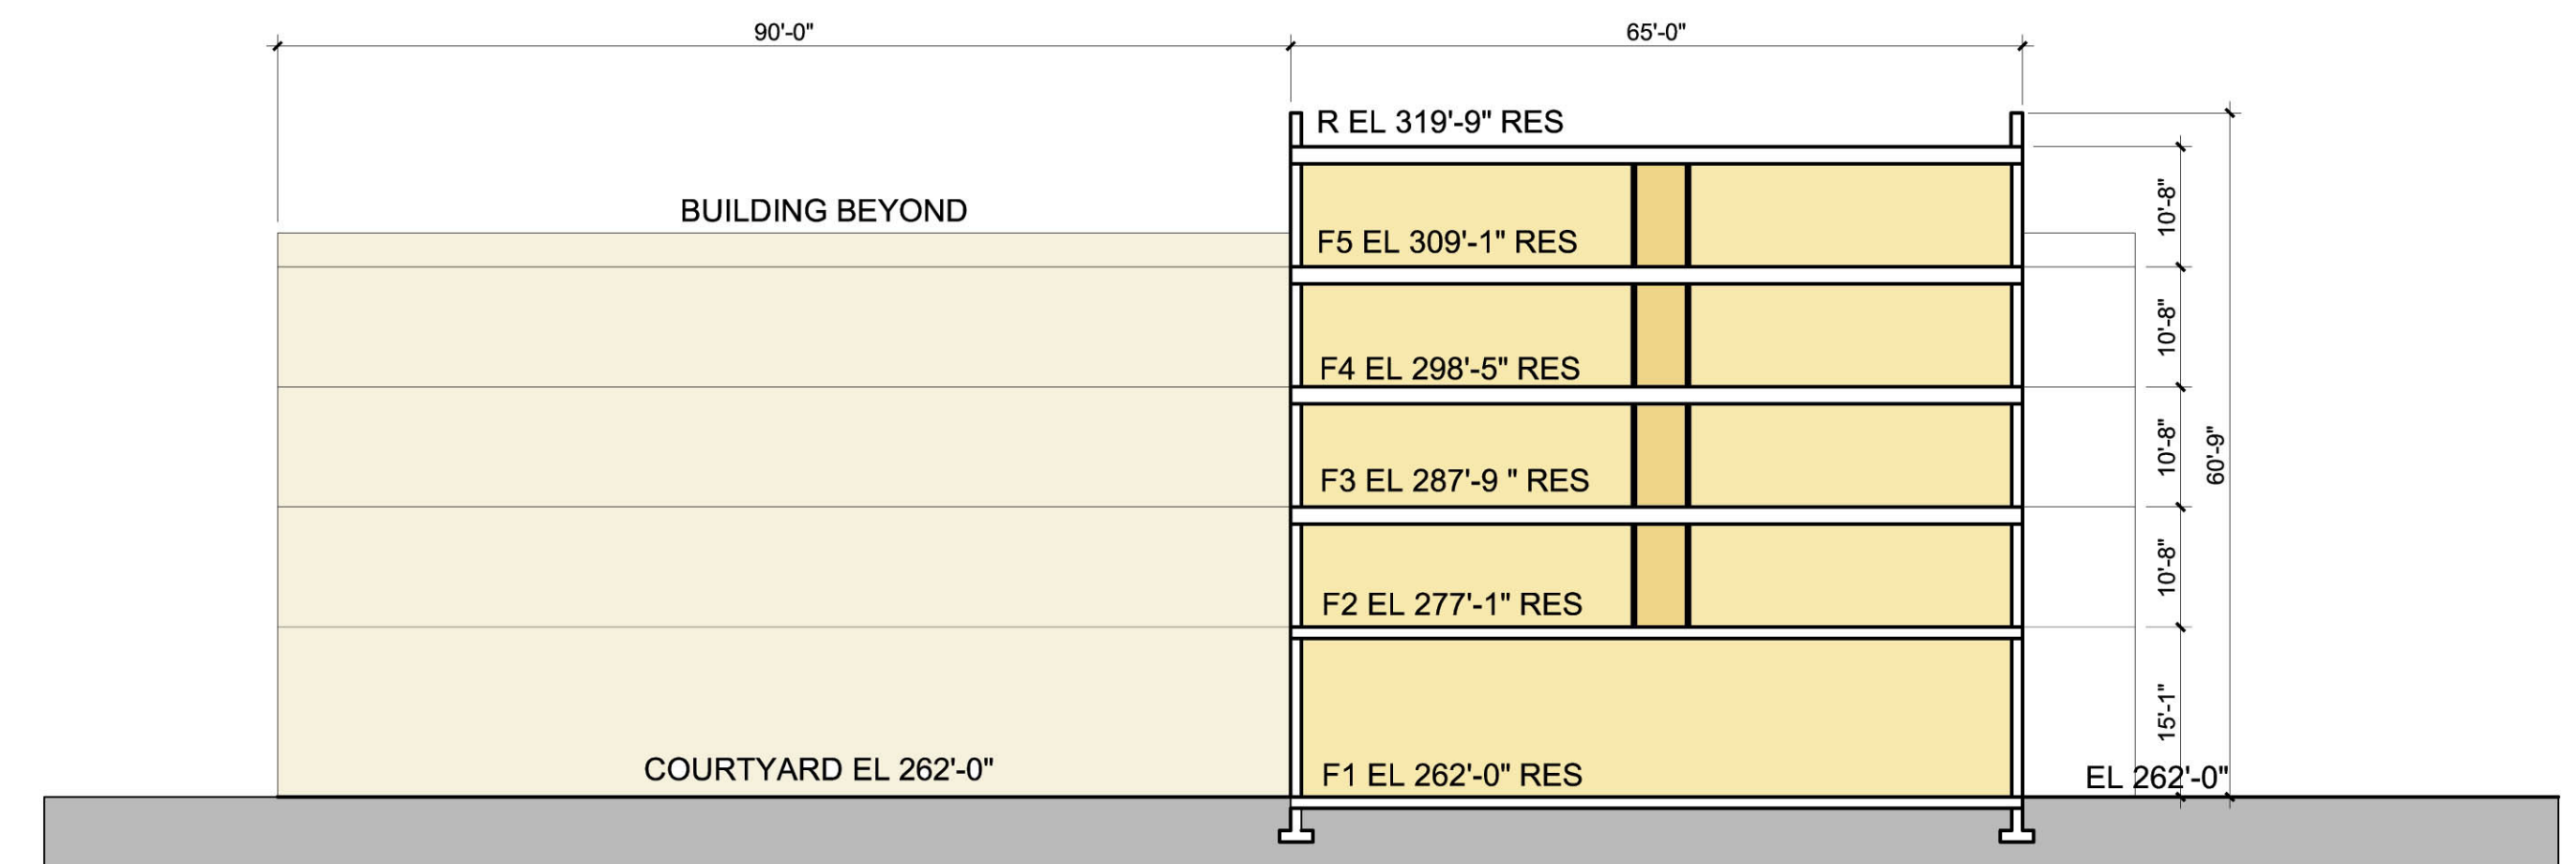 90'-0"
65'-0"
R EL 319'-9" RES
BUILDING BEYOND
10'-8"
F5 EL 309'-1" RES
10'-8"
F4 EL 298'-5" RES
10'-8"
60'-9"
F3 EL 287'-9 " RES
10'-8"
F2 EL 277'-1" RES
15'-1"
COURTYARD EL 262'-0"
F1 EL 262'-0" RES
EL 262'-0"